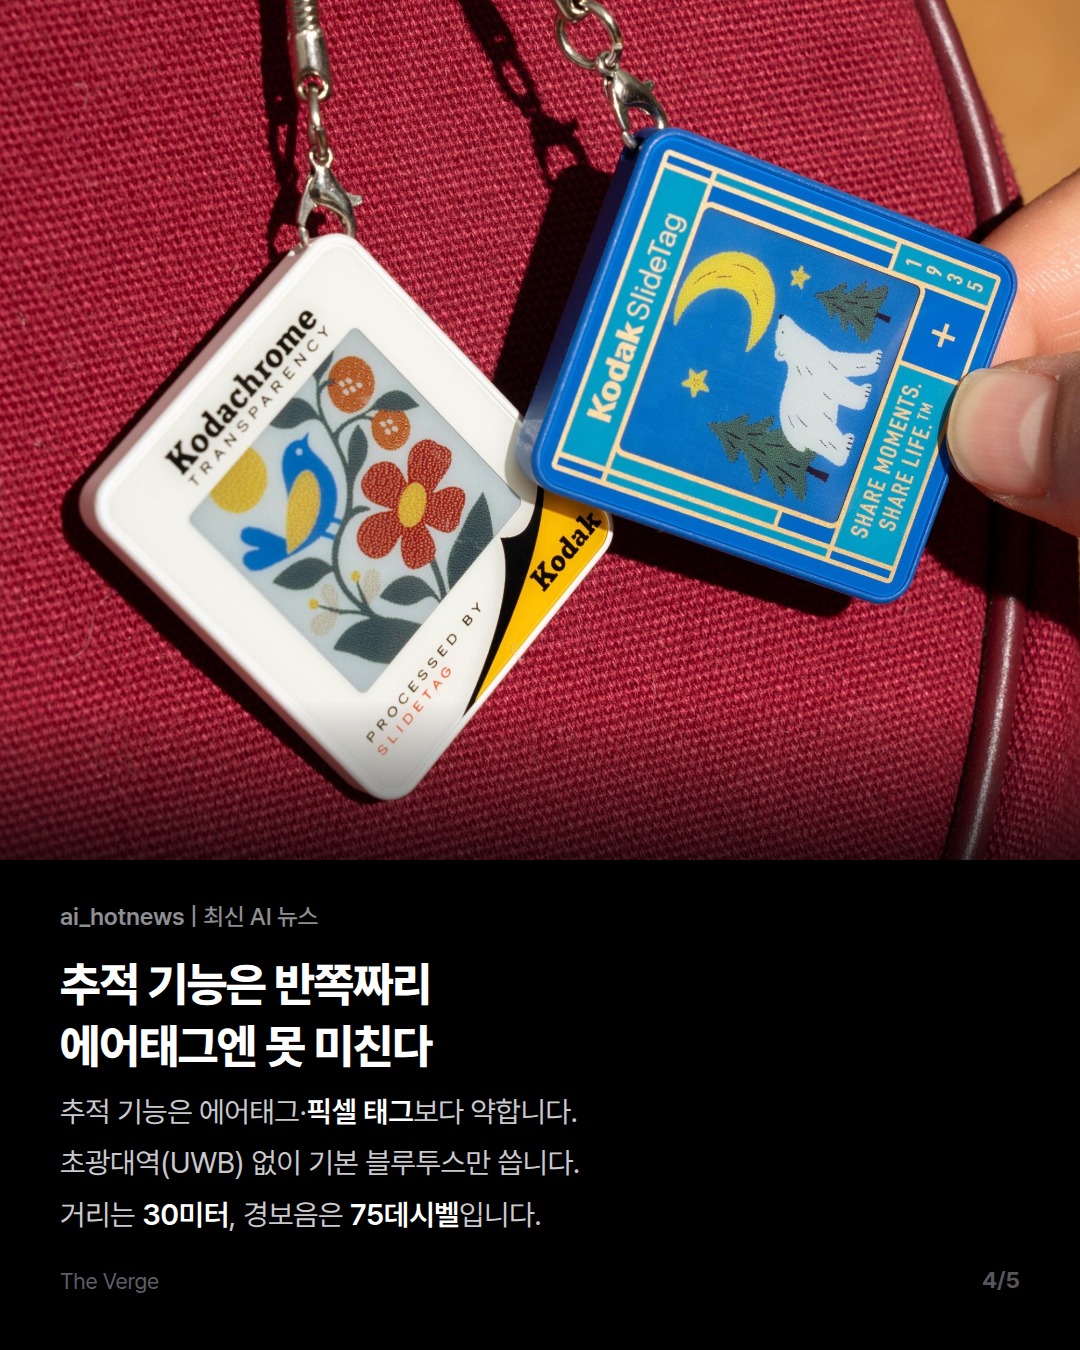 Kodachrome
TRANSPARENCY
PROCESSED BY
SLIDETAG
Kodak
Kodak SlideTag
1935
SHARE MOMENTS.
SHARE LIFE.™
ai_hotnews | 최신 AI 뉴스
추적 기능은 반쪽짜리
에어태그엔 못 미친다
추적 기능은 에어태그·픽셀 태그보다 약합니다.
초광대역(UWB) 없이 기본 블루투스만 씁니다.
거리는 30미터, 경보음은 75데시벨입니다.
The Verge
4/5